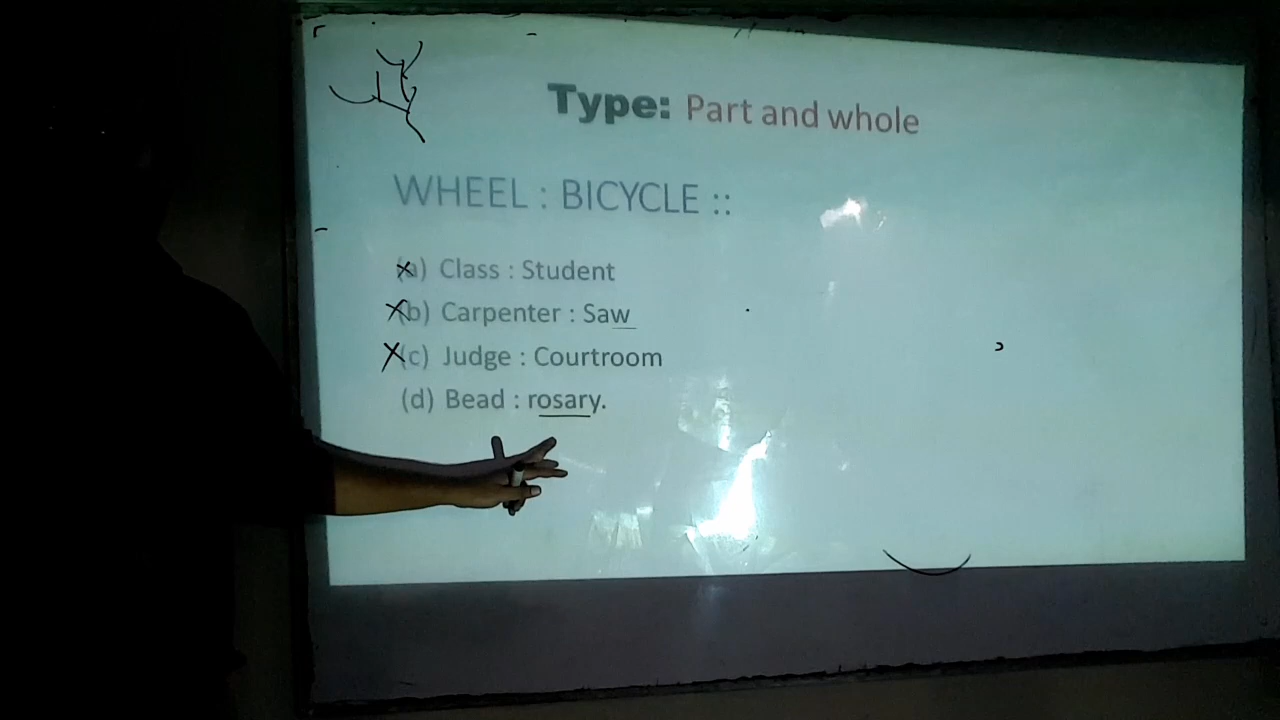 Type: Part and whole
WHEEL : BICYCLE ::
(a) Class : Student
(b) Carpenter : Saw
(c) Judge : Courtroom
(d) Bead : rosary.